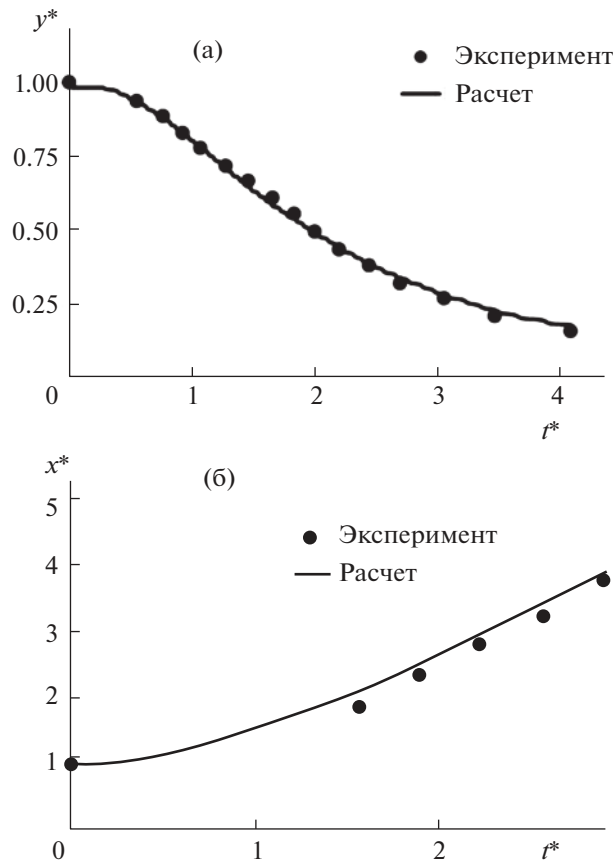 y*
(а)
Эксперимент
Расчет
1.00
0.75
0.50
0.25
0
1
2
3
4
t*
x*
(б)
5
Эксперимент
4
Расчет
3
2
1
0
1
2
t*